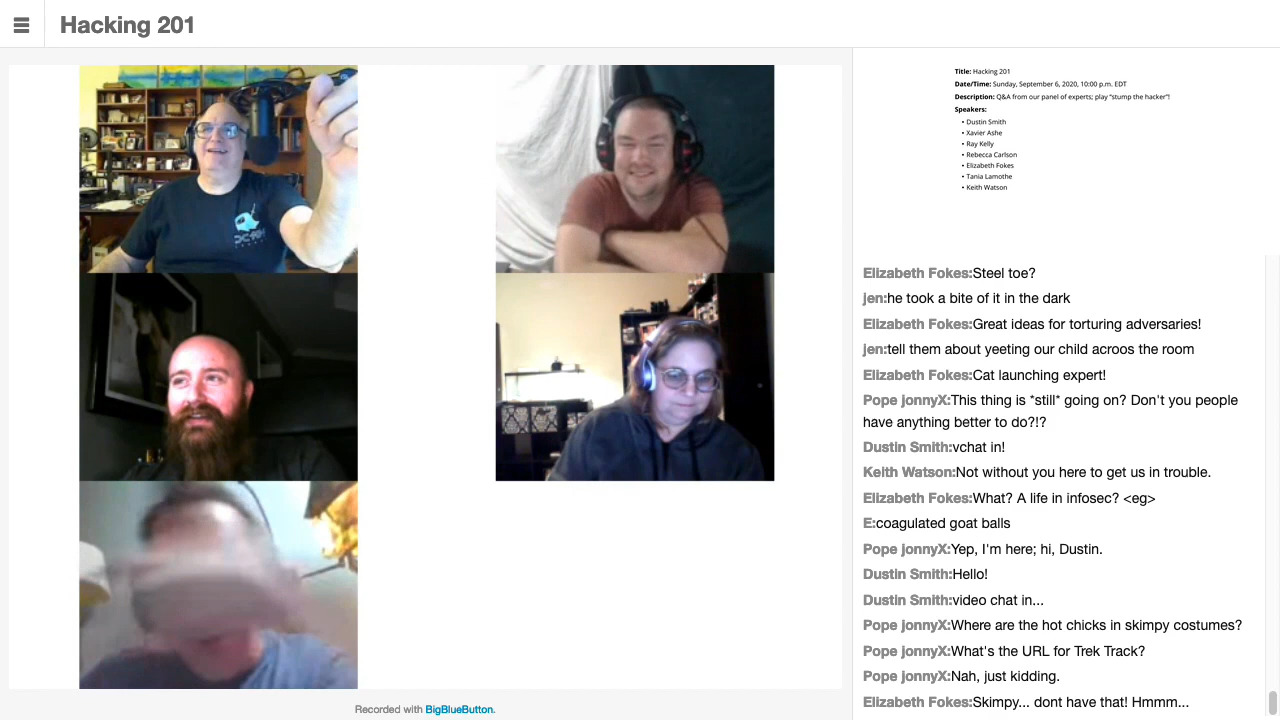 Hacking 201
DC404
Title: Hacking 201
Date/Time: Sunday, September 6, 2020, 10:00 p.m. EDT
Description: Q&A from our panel of experts; play "stump the hacker"!
Speakers:
• Dustin Smith
• Xavier Ashe
• Ray Kelly
• Rebecca Carlson
• Elizabeth Fokes
• Tania Lamothe
• Keith Watson
Elizabeth Fokes:Steel toe?
jen:he took a bite of it in the dark
Elizabeth Fokes:Great ideas for torturing adversaries!
jen:tell them about yeeting our child acroos the room
Elizabeth Fokes:Cat launching expert!
Pope jonnyX:This thing is *still* going on? Don't you people
have anything better to do?!?
Dustin Smith:vchat in!
Keith Watson:Not without you here to get us in trouble.
Elizabeth Fokes:What? A life in infosec? <eg>
E:coagulated goat balls
Pope jonnyX:Yep, I'm here; hi, Dustin.
Dustin Smith:Hello!
Dustin Smith:video chat in...
Pope jonnyX:Where are the hot chicks in skimpy costumes?
Pope jonnyX:What's the URL for Trek Track?
Pope jonnyX:Nah, just kidding.
Elizabeth Fokes:Skimpy... dont have that! Hmmm...
Recorded with BigBlueButton.